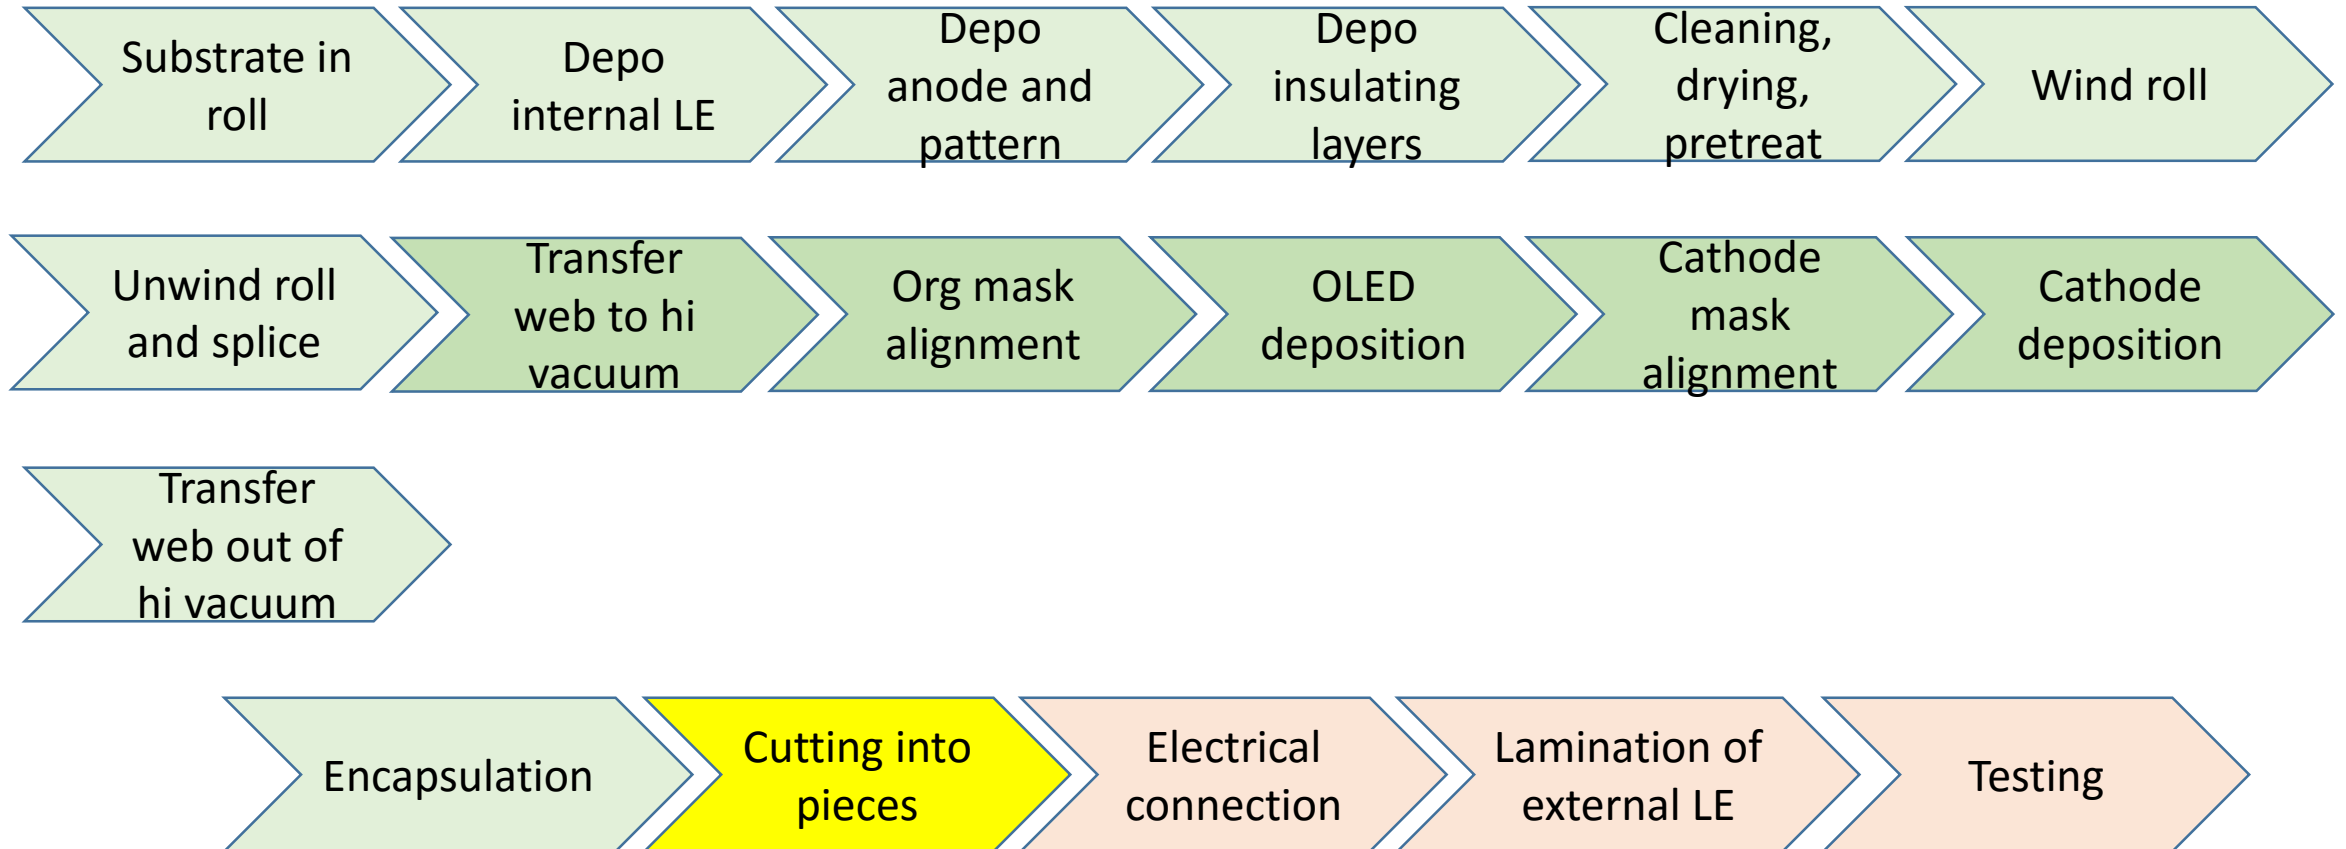 Substrate in
roll
Depo
internal LE
Depo
anode and
pattern
Depo
insulating
layers
Cleaning,
drying,
pretreat
Wind roll
Unwind roll
and splice
Transfer
web to hi
vacuum
Org mask
alignment
OLED
deposition
Cathode
mask
alignment
Cathode
deposition
Transfer
web out of
hi vacuum
Encapsulation
Cutting into
pieces
Electrical
connection
Lamination of
external LE
Testing